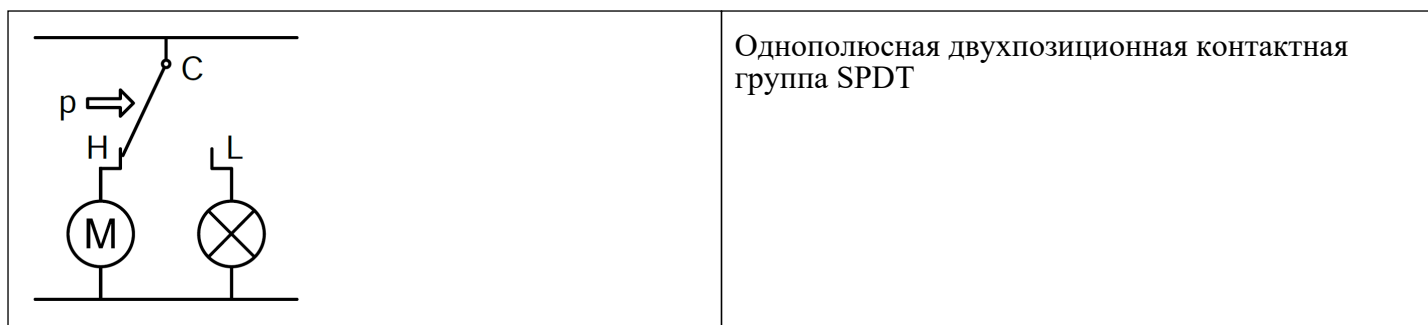 C
p
H
L
M
Однополюсная двухпозиционная контактная
группа SPDT